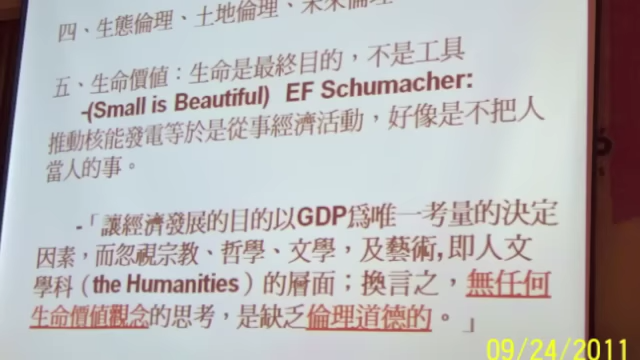 四、生態倫理、土地倫理、未來倫理
五、生命價值：生命是最終目的，不是工具
-(Small is Beautiful) EF Schumacher:
推動核能發電等於是從事經濟活動，好像是不把人
當人的事。
-「讓經濟發展的目的以GDP為唯一考量的決定
因素，而忽視宗教、哲學、文學，及藝術，即人文
學科（the Humanities）的層面；換言之，無任何
生命價值觀念的思考，是缺乏倫理道德的。」
09/24/2011